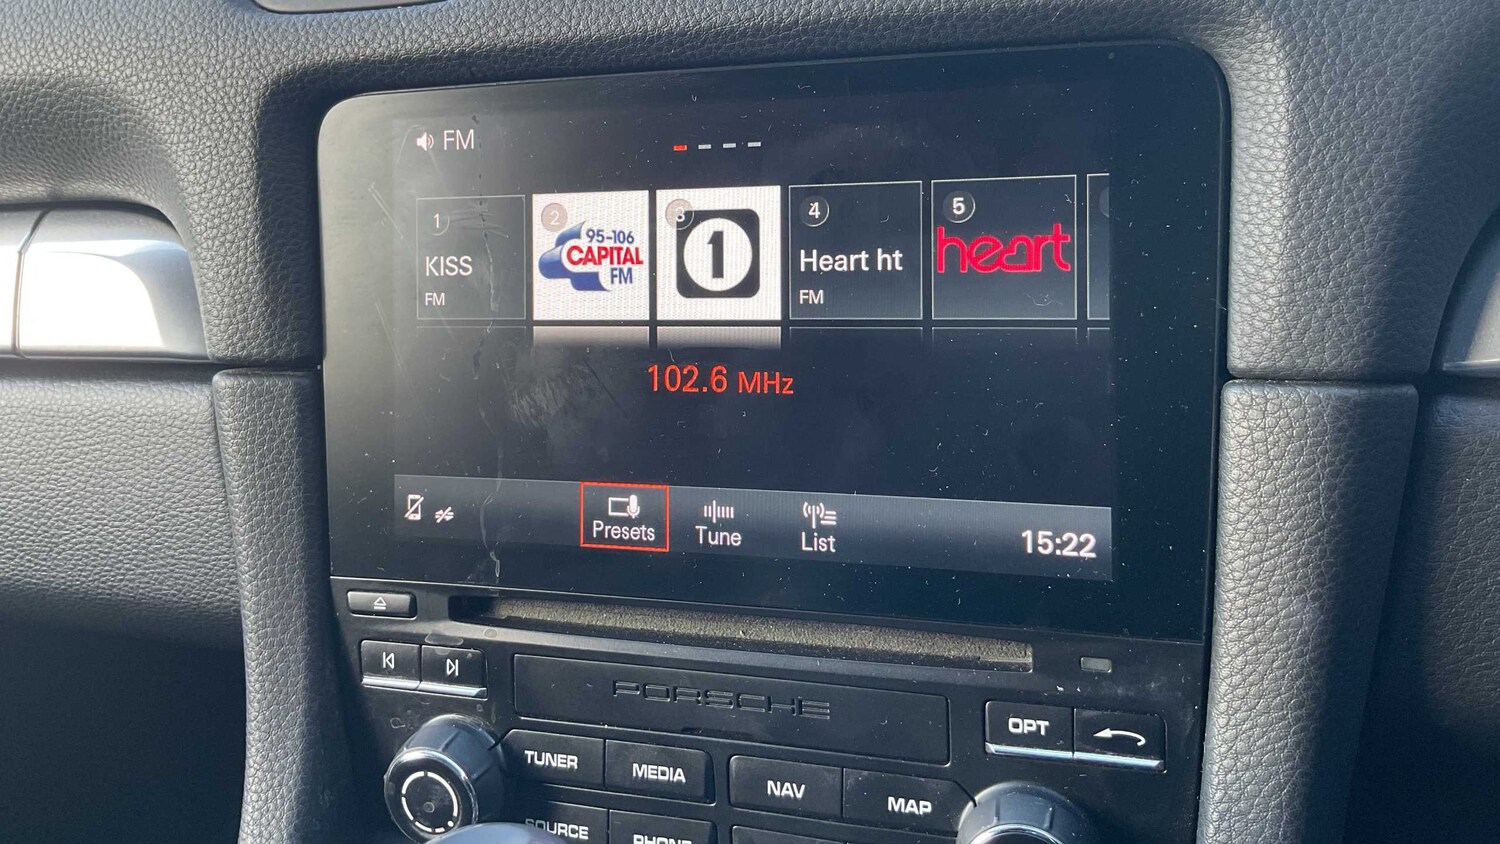 FM
1
KISS
FM
2
95-106
CAPITAL
FM
3
1
4
Heart ht
FM
5
heart
102.6 MHz
Presets
Tune
List
15:22
PORSCHE
OPT
TUNER
MEDIA
NAV
MAP
SOURCE
PHONE